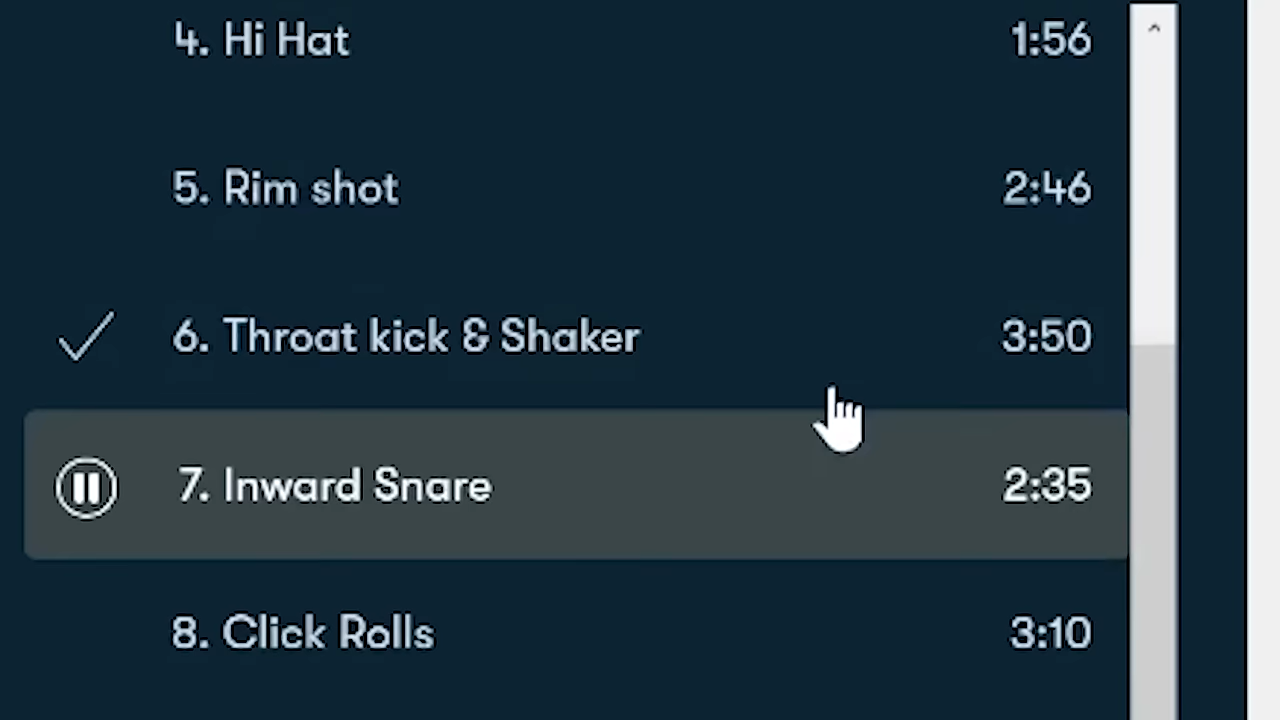 4. Hi Hat 1:56
5. Rim shot 2:46
6. Throat kick & Shaker 3:50
7. Inward Snare 2:35
8. Click Rolls 3:10